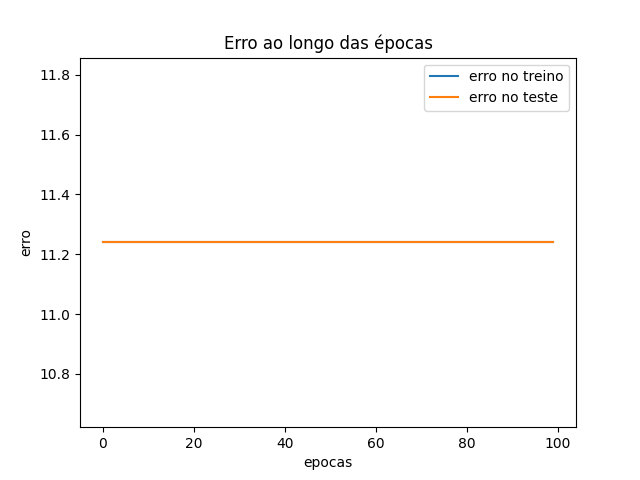 Erro ao longo das épocas
11.8
11.6
11.4
11.2
11.0
10.8
erro
erro no treino
erro no teste
0 20 40 60 80 100
epocas